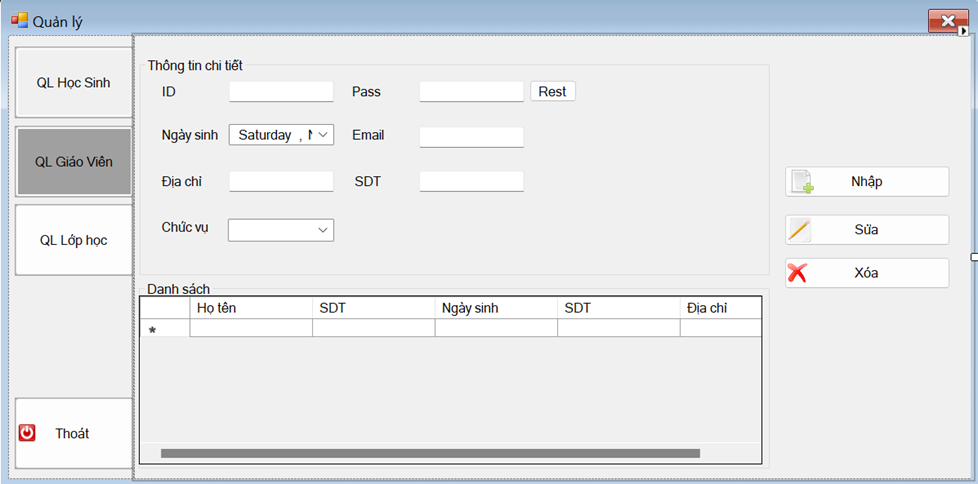 Quản lý
QL Học Sinh
QL Giáo Viên
QL Lớp học
Thoát
Thông tin chi tiết
ID
Pass
Rest
Ngày sinh
Saturday ,
Email
Địa chỉ
SDT
Chức vụ
Nhập
Sửa
Xóa
Danh sách
Họ tên SDT Ngày sinh SDT Địa chỉ
*